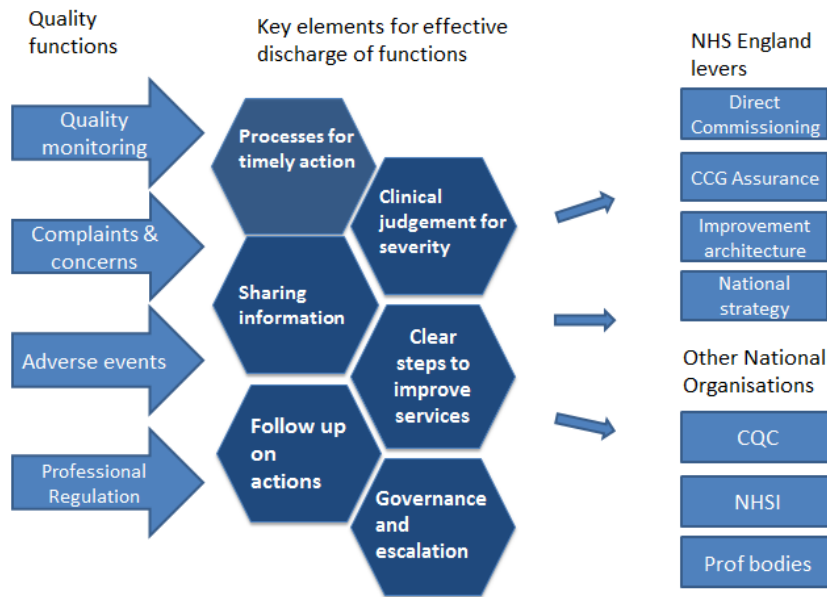 Quality
functions
Key elements for effective
discharge of functions
NHS England
levers
Quality
monitoring
Complaints &
concerns
Adverse events
Professional
Regulation
Processes for
timely action
Clinical
judgement for
severity
Sharing
information
Clear
steps to
improve
services
Follow up
on
actions
Governance
and
escalation
Direct
Commissioning
CCG Assurance
Improvement
architecture
National
strategy
Other National
Organisations
CQC
NHSI
Prof bodies